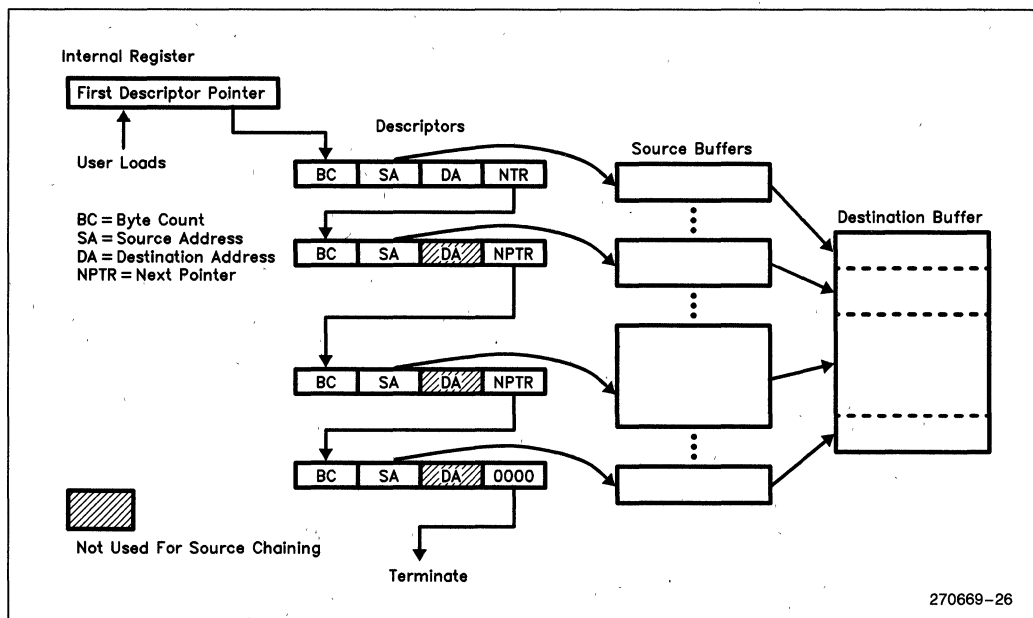 Internal Register
First Descriptor Pointer
User Loads
Descriptors
Source Buffers
Destination Buffer
BC SA DA NTR
BC = Byte Count
SA = Source Address
DA = Destination Address
NPTR = Next Pointer
BC SA DA NPTR
BC SA DA NPTR
BC SA DA 0000
Not Used For Source Chaining
Terminate
270669-26